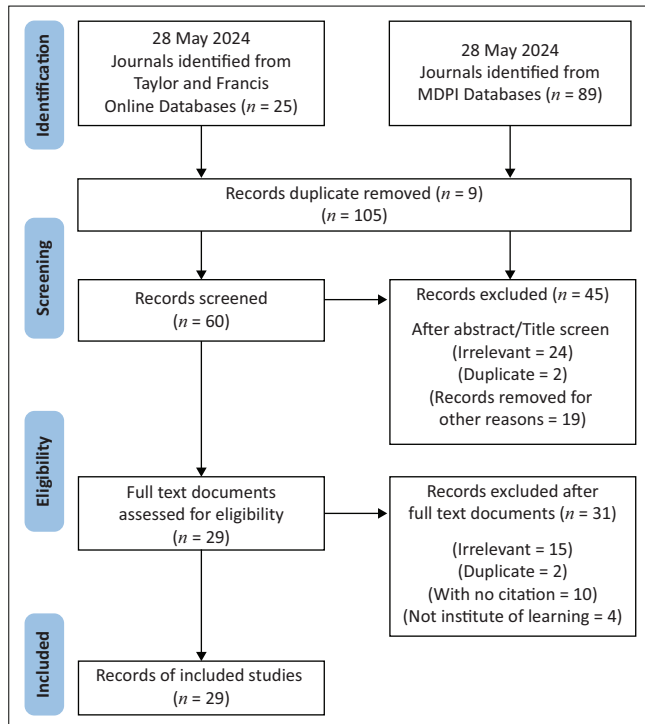 Identification
28 May 2024
Journals identified from
Taylor and Francis
Online Databases (n = 25)
28 May 2024
Journals identified from
MDPI Databases (n = 89)
Records duplicate removed (n = 9)
(n = 105)
Screening
Records screened
(n = 60)
Records excluded (n = 45)
After abstract/Title screen
(Irrelevant = 24)
(Duplicate = 2)
(Records removed for
other reasons = 19)
Eligibility
Full text documents
assessed for eligibility
(n = 29)
Records excluded after
full text documents (n = 31)
(Irrelevant = 15)
(Duplicate = 2)
(With no citation = 10)
(Not institute of learning = 4)
Included
Records of included studies
(n = 29)